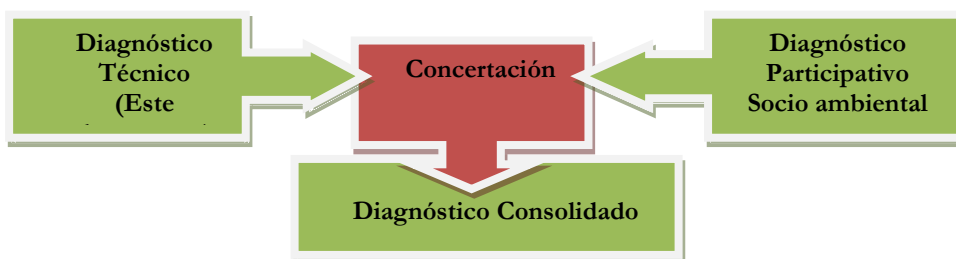 Diagnóstico
Técnico
(Este
Concertación
Diagnóstico
Participativo
Socio ambiental
Diagnóstico Consolidado